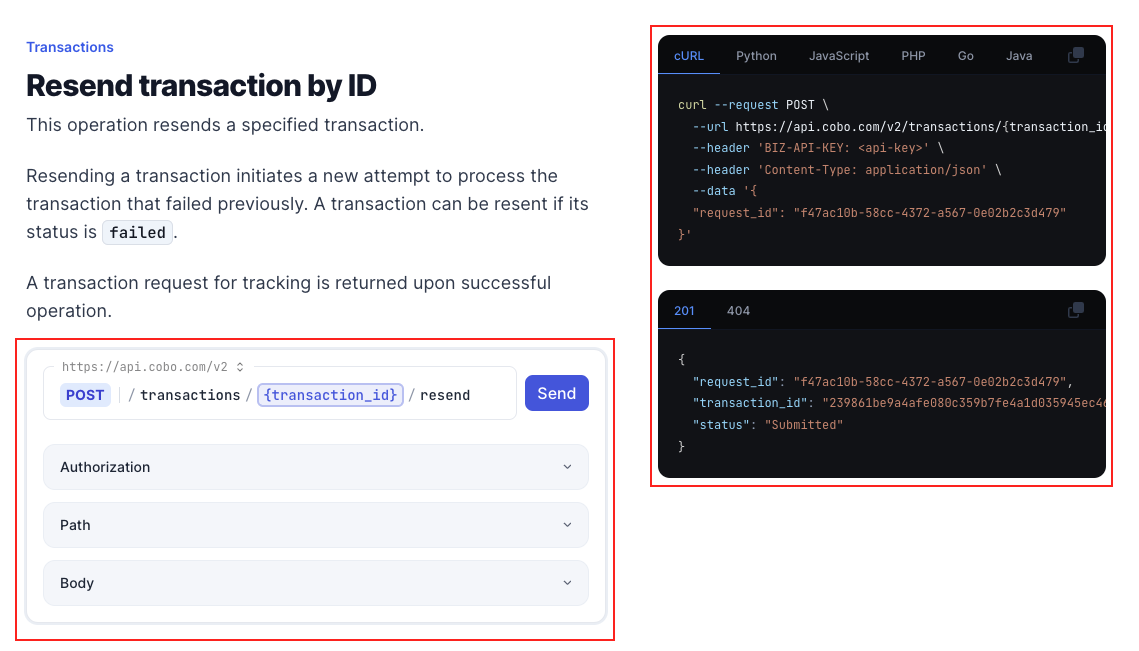 Transactions
Resend transaction by ID
This operation resends a specified transaction.
Resending a transaction initiates a new attempt to process the
transaction that failed previously. A transaction can be resent if its
status is failed.
A transaction request for tracking is returned upon successful
operation.
https://api.cobo.com/v2
POST / transactions / {transaction_id} / resend
Send
Authorization
Path
Body
cURL Python JavaScript PHP Go Java
curl --request POST \
--url https://api.cobo.com/v2/transactions/{transaction_id
--header 'BIZ-API-KEY: <api-key>' \
--header 'Content-Type: application/json' \
--data '{
"request_id": "f47ac10b-58cc-4372-a567-0e02b2c3d479"
}'
201 404
{
"request_id": "f47ac10b-58cc-4372-a567-0e02b2c3d479",
"transaction_id": "239861be9a4afe080c359b7fe4a1d035945ec46
"status": "Submitted"
}